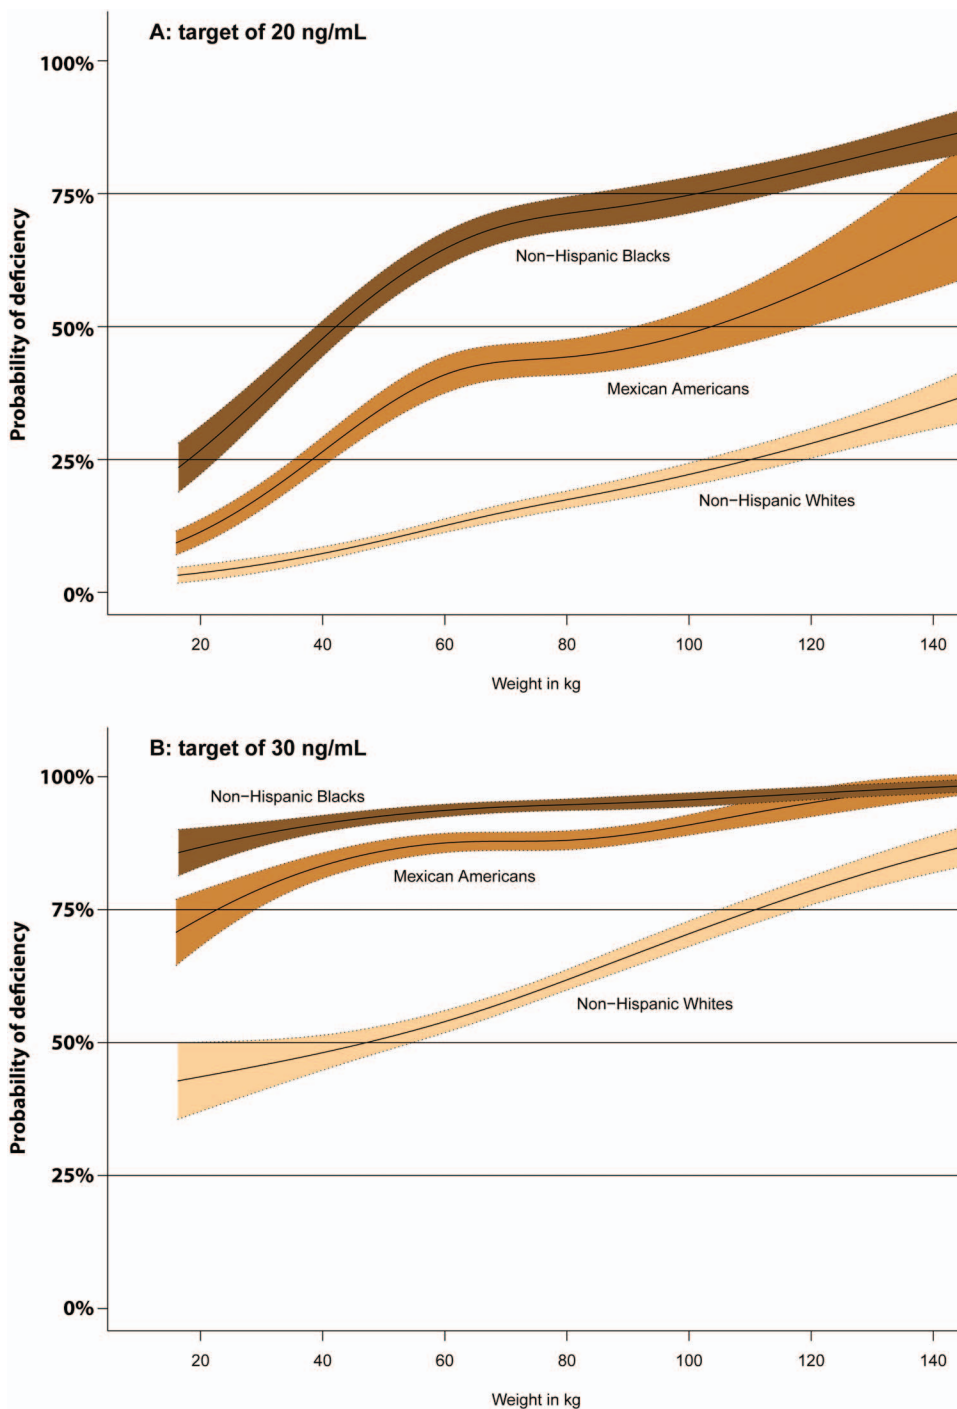 A: target of 20 ng/mL
100%
75%
50%
25%
0%
Probability of deficiency
Non−Hispanic Blacks
Mexican Americans
Non−Hispanic Whites
20 40 60 80 100 120 140
Weight in kg
B: target of 30 ng/mL
100%
75%
50%
25%
0%
Probability of deficiency
Non−Hispanic Blacks
Mexican Americans
Non−Hispanic Whites
20 40 60 80 100 120 140
Weight in kg